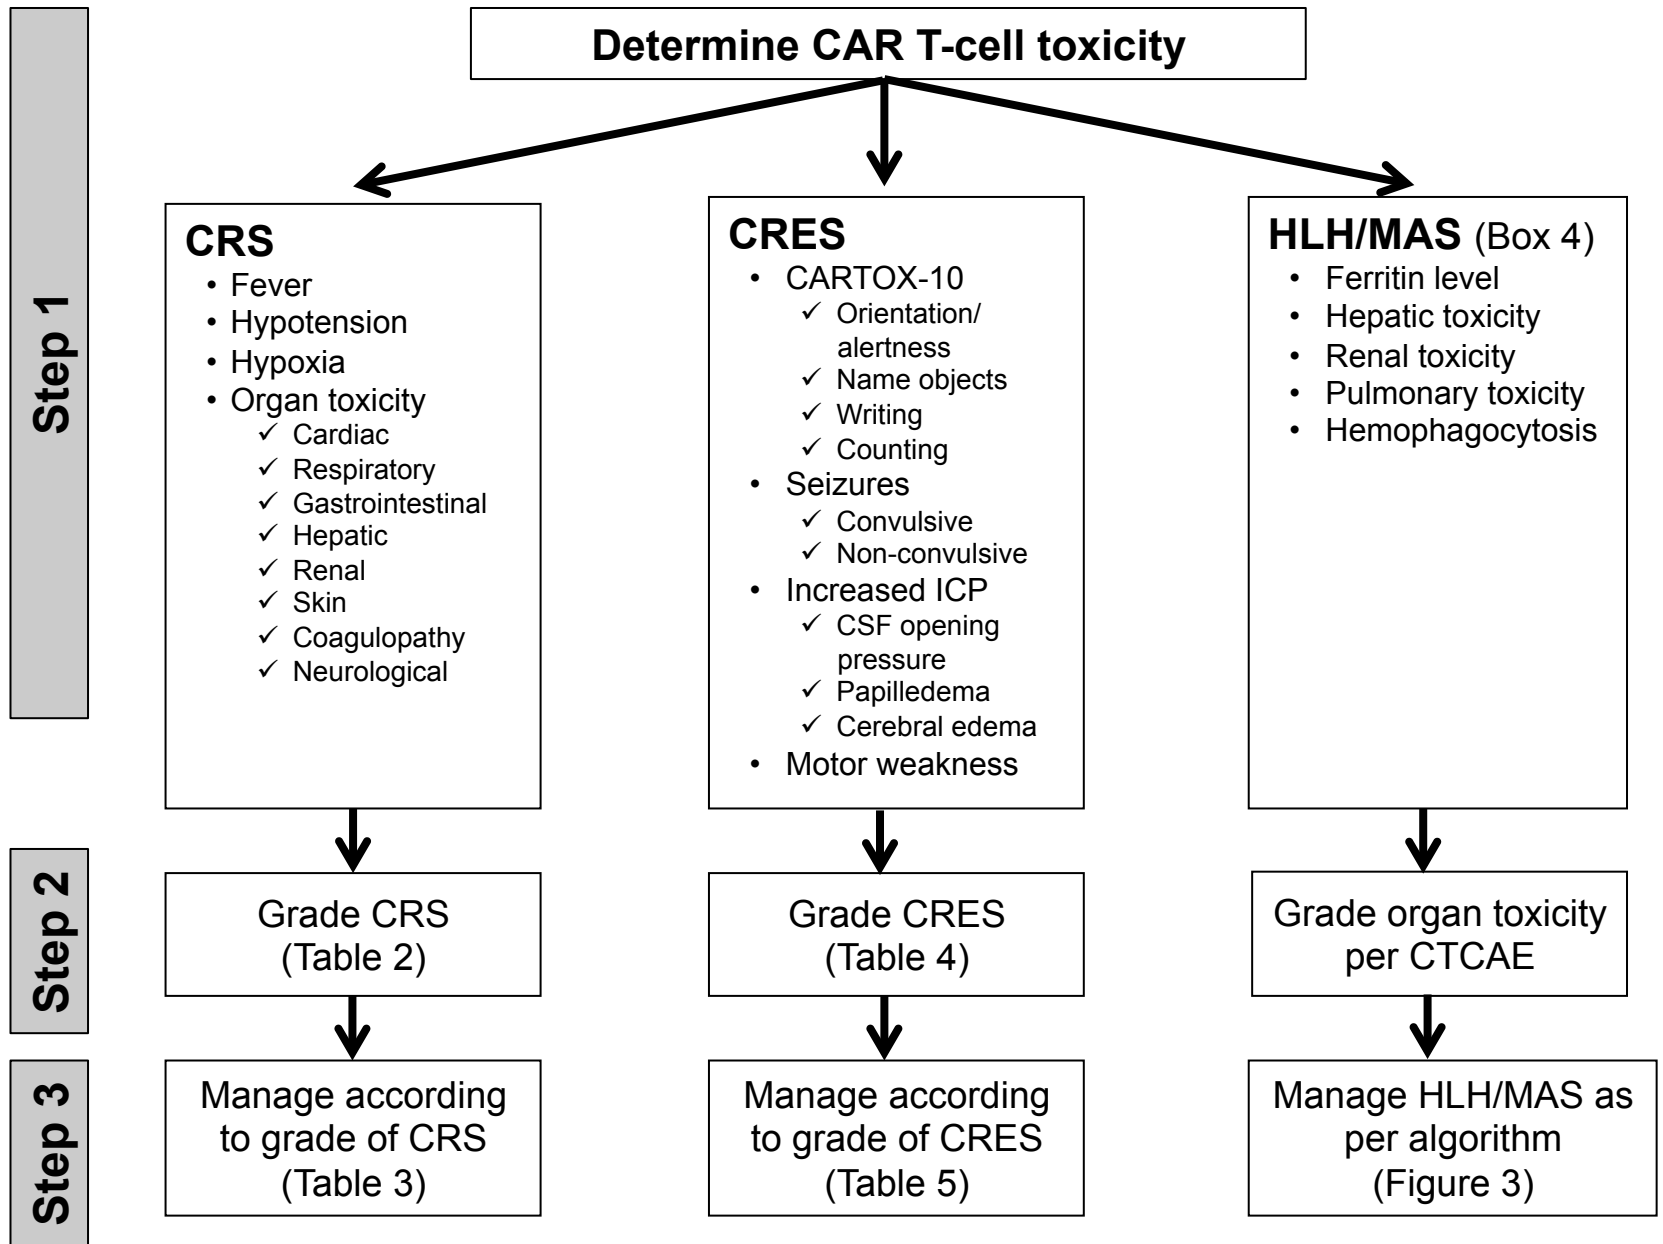 Determine CAR T-cell toxicity
Step 1
CRS
• Fever
• Hypotension
• Hypoxia
• Organ toxicity
✓ Cardiac
✓ Respiratory
✓ Gastrointestinal
✓ Hepatic
✓ Renal
✓ Skin
✓ Coagulopathy
✓ Neurological
CRES
• CARTOX-10
✓ Orientation/
alertness
✓ Name objects
✓ Writing
✓ Counting
• Seizures
✓ Convulsive
✓ Non-convulsive
• Increased ICP
✓ CSF opening
pressure
✓ Papilledema
✓ Cerebral edema
• Motor weakness
HLH/MAS (Box 4)
• Ferritin level
• Hepatic toxicity
• Renal toxicity
• Pulmonary toxicity
• Hemophagocytosis
Step 2
Grade CRS
(Table 2)
Grade CRES
(Table 4)
Grade organ toxicity
per CTCAE
Step 3
Manage according
to grade of CRS
(Table 3)
Manage according
to grade of CRES
(Table 5)
Manage HLH/MAS as
per algorithm
(Figure 3)